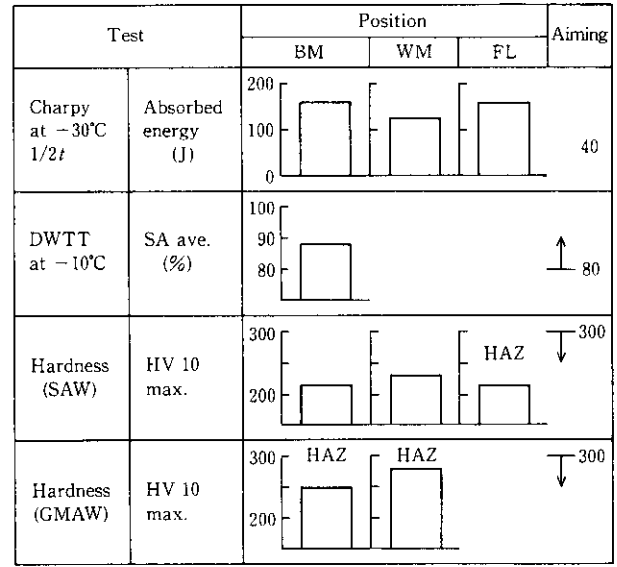 Test
Position
Aiming
BM
WM
FL
Charpy
at −30°C
1/2t
Absorbed
energy
(J)
200
100
0
40
DWTT
at −10°C
SA ave.
(%)
100
90
80
80
Hardness
(SAW)
HV 10
max.
300
200
HAZ
300
Hardness
(GMAW)
HV 10
max.
300
200
HAZ
HAZ
300